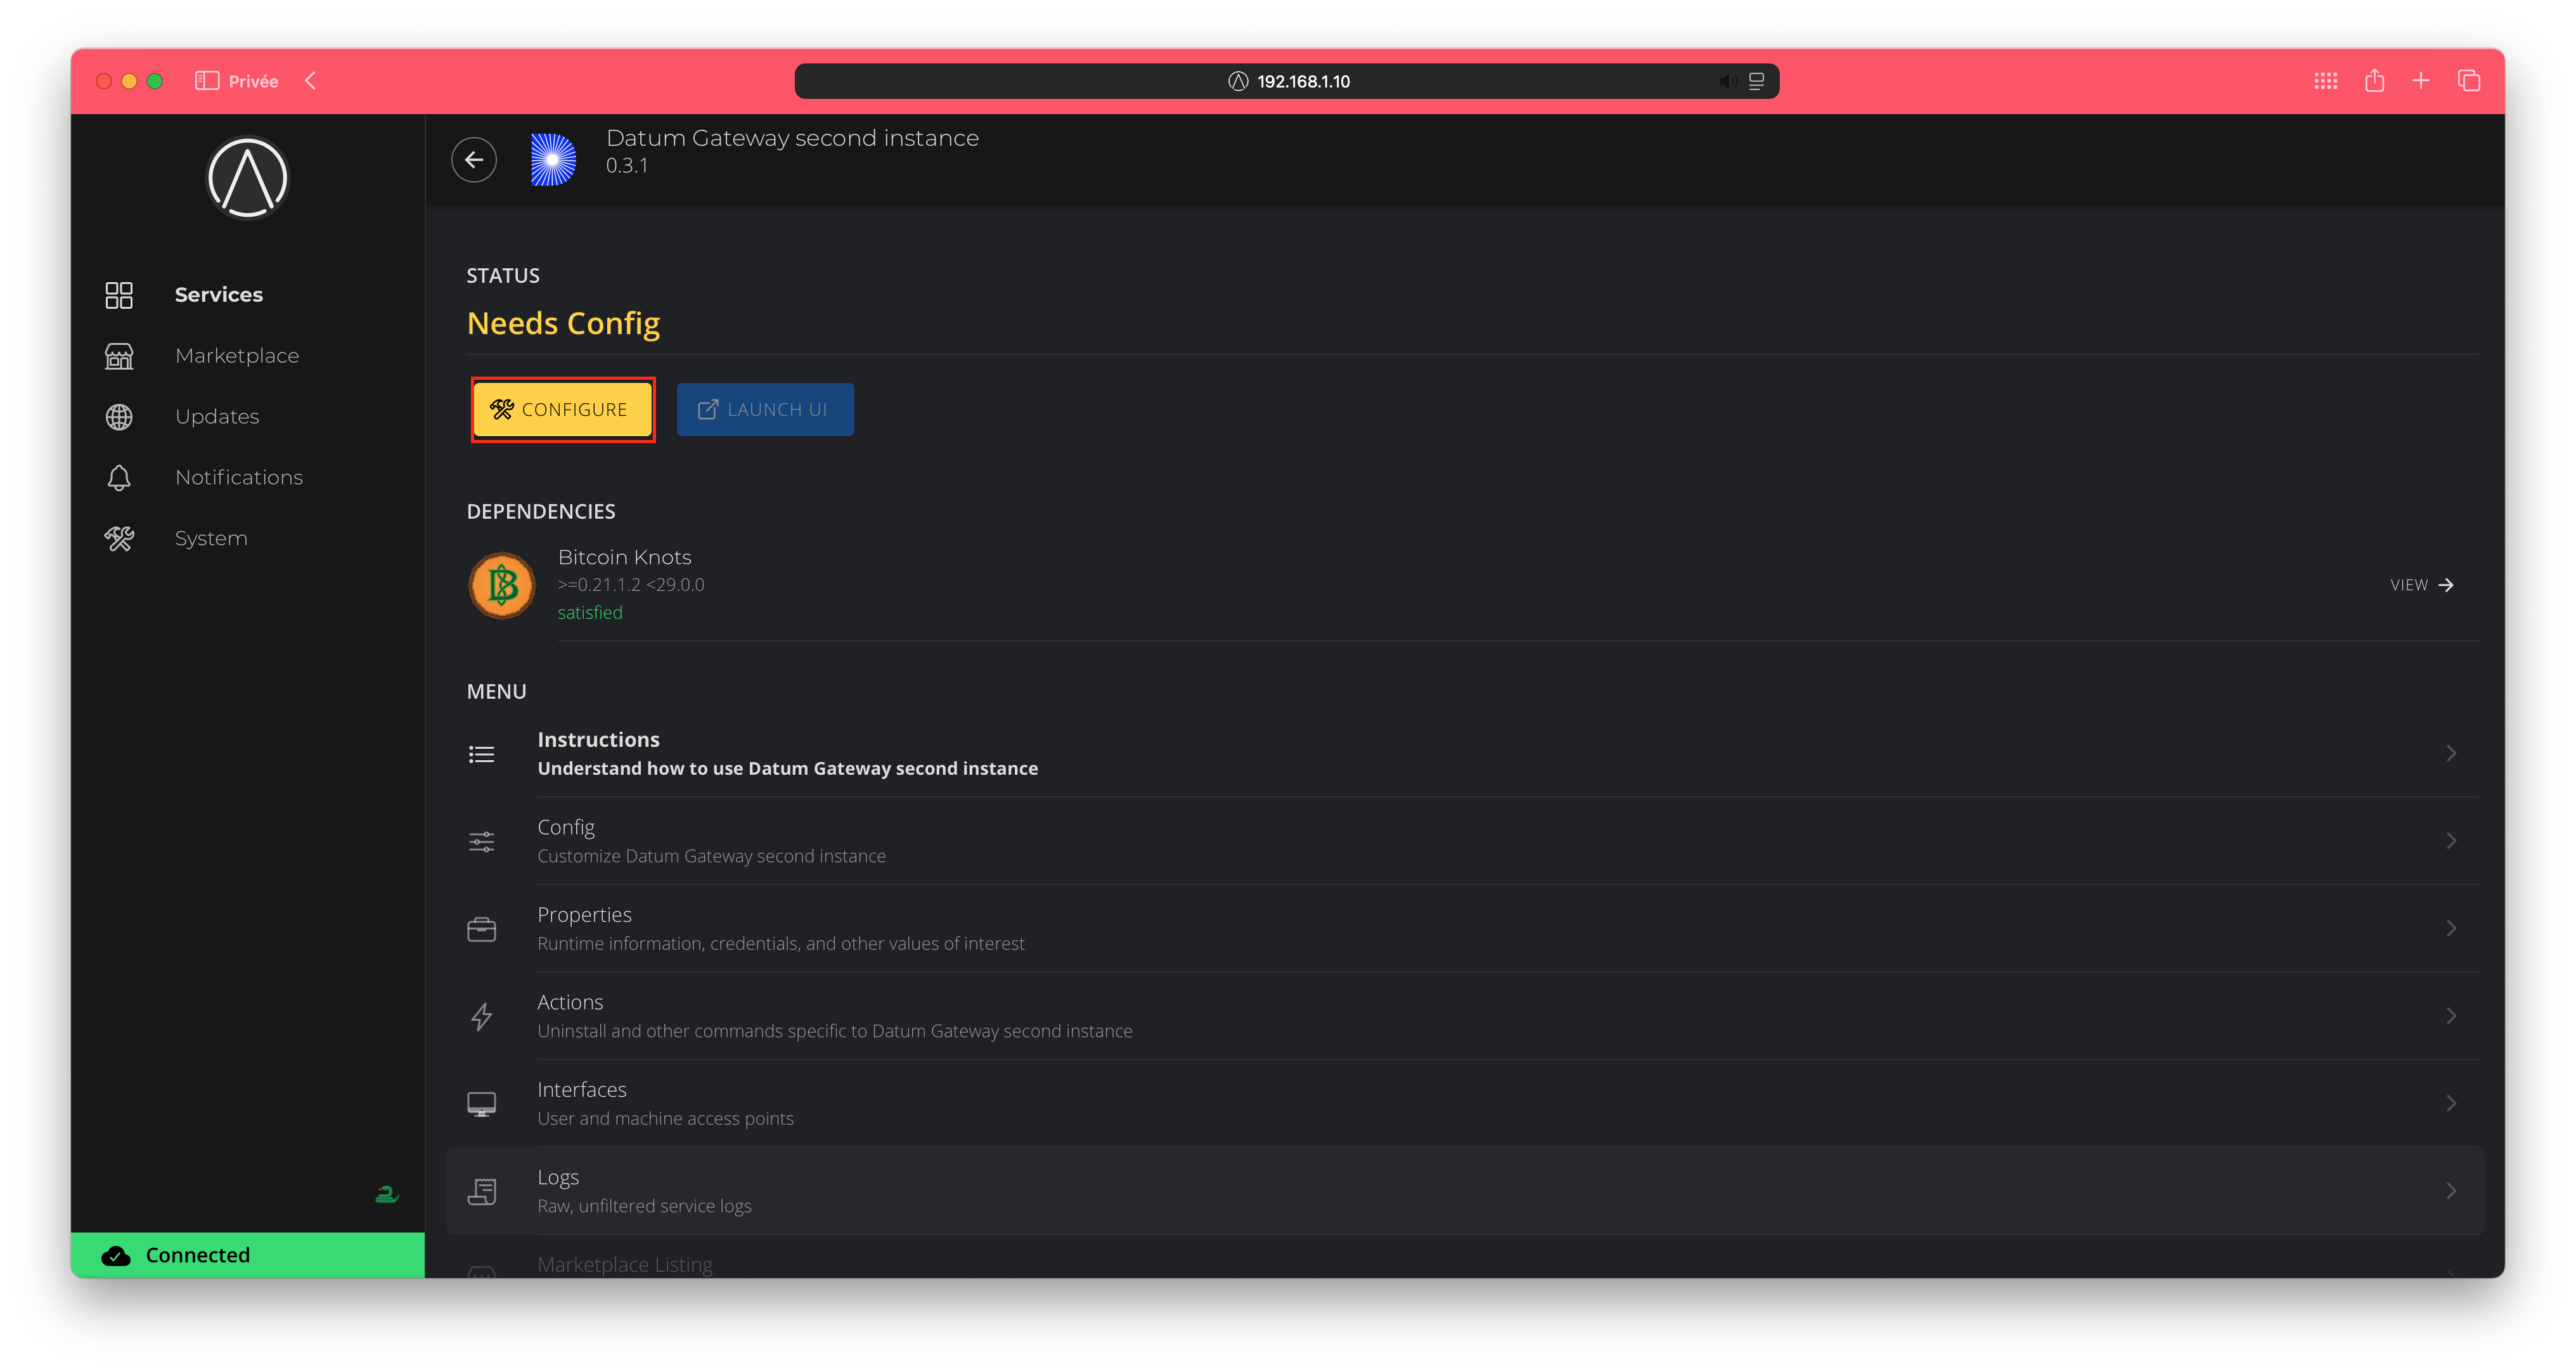 Privée
192.168.1.10
Datum Gateway second instance
0.3.1
Services
Marketplace
Updates
Notifications
System
Connected
STATUS
Needs Config
CONFIGURE
LAUNCH UI
DEPENDENCIES
Bitcoin Knots
>=0.21.1.2 <29.0.0
satisfied
VIEW
MENU
Instructions
Understand how to use Datum Gateway second instance
Config
Customize Datum Gateway second instance
Properties
Runtime information, credentials, and other values of interest
Actions
Uninstall and other commands specific to Datum Gateway second instance
Interfaces
User and machine access points
Logs
Raw, unfiltered service logs
Marketplace Listing